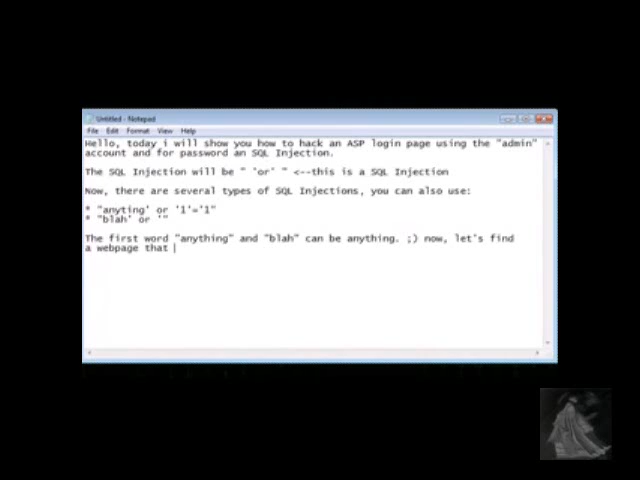 Untitled - Notepad
File Edit Format View Help
Hello, today i will show you how to hack an ASP login page using the "admin"
account and for password an SQL Injection.
The SQL Injection will be " 'or' " <--this is a SQL Injection
Now, there are several types of SQL Injections, you can also use:
* "anyting' or '1'='1"
* "blah' or '"
The first word "anything" and "blah" can be anything. ;) now, let's find
a webpage that